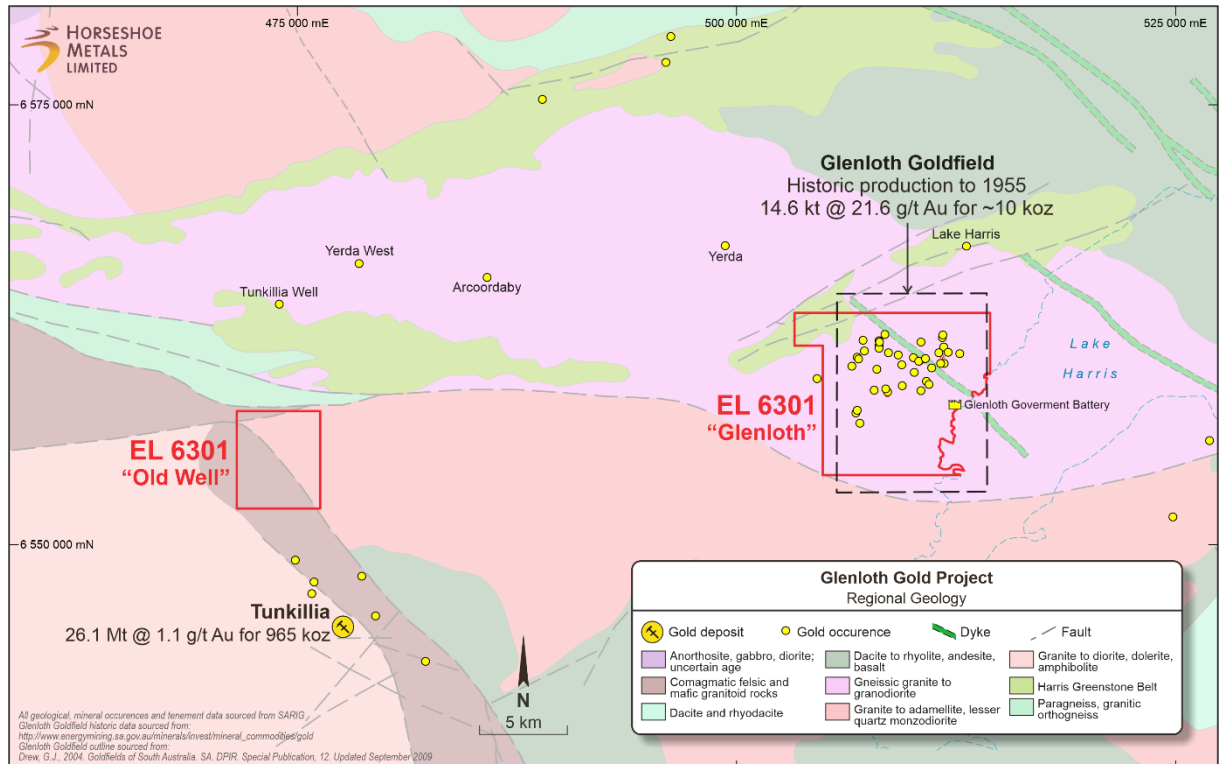 HORSESHOE
METALS
LIMITED
475 000 mE
500 000 mE
525 000 mE
6 575 000 mN
Glenloth Goldfield
Historic production to 1955
14.6 kt @ 21.6 g/t Au for ~10 koz
Lake Harris
Yerda West
Yerda
Arcoordaby
Tunkillia Well
Lake
Harris
EL 6301
“Glenloth”
Glenloth Goverment Battery
EL 6301
“Old Well”
6 550 000 mN
Tunkillia
26.1 Mt @ 1.1 g/t Au for 965 koz
N
5 km
Glenloth Gold Project
Regional Geology
Gold deposit
Gold occurence
Dyke
Fault
Anorthosite, gabbro, diorite;
uncertain age
Dacite to rhyolite, andesite,
basalt
Granite to diorite, dolerite,
amphibolite
Comagmatic felsic and
mafic granitoid rocks
Gneissic granite to
granodiorite
Harris Greenstone Belt
Dacite and rhyodacite
Granite to adamellite, lesser
quartz monzodiorite
Paragneiss, granitic
orthogneiss
All geological, mineral occurences and tenement data sourced from SARIG
Glenloth Goldfield historic data sourced from:
http://www.energymining.sa.gov.au/minerals/invest/mineral_commodities/gold
Glenloth Goldfield outline sourced from:
Drew, G.J., 2004. Goldfields of South Australia. SA. DPIR. Special Publication, 12. Updated September 2009